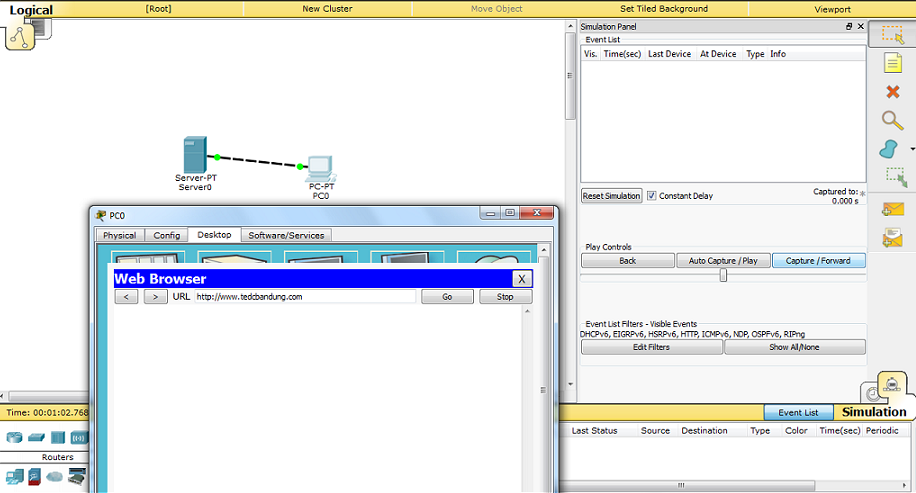 Logical
[Root]
New Cluster
Move Object
Set Tiled Background
Viewport
Simulation Panel
Event List
Vis. Time(sec) Last Device At Device Type Info
Server-PT
Server0
PC-PT
PC0
Reset Simulation Constant Delay
Captured to: *
0.000 s
PC0
Physical Config Desktop Software/Services
Play Controls
Back Auto Capture / Play Capture / Forward
Web Browser X
< > URL http://www.tedcbandung.com Go Stop
Event List Filters - Visible Events
DHCPv6, EIGRPv6, HSRPv6, HTTP, ICMPv6, NDP, OSPFv6, RIPng
Edit Filters Show All/None
Time: 00:01:02.768
Event List Simulation
Last Status Source Destination Type Color Time(sec) Periodic
Routers